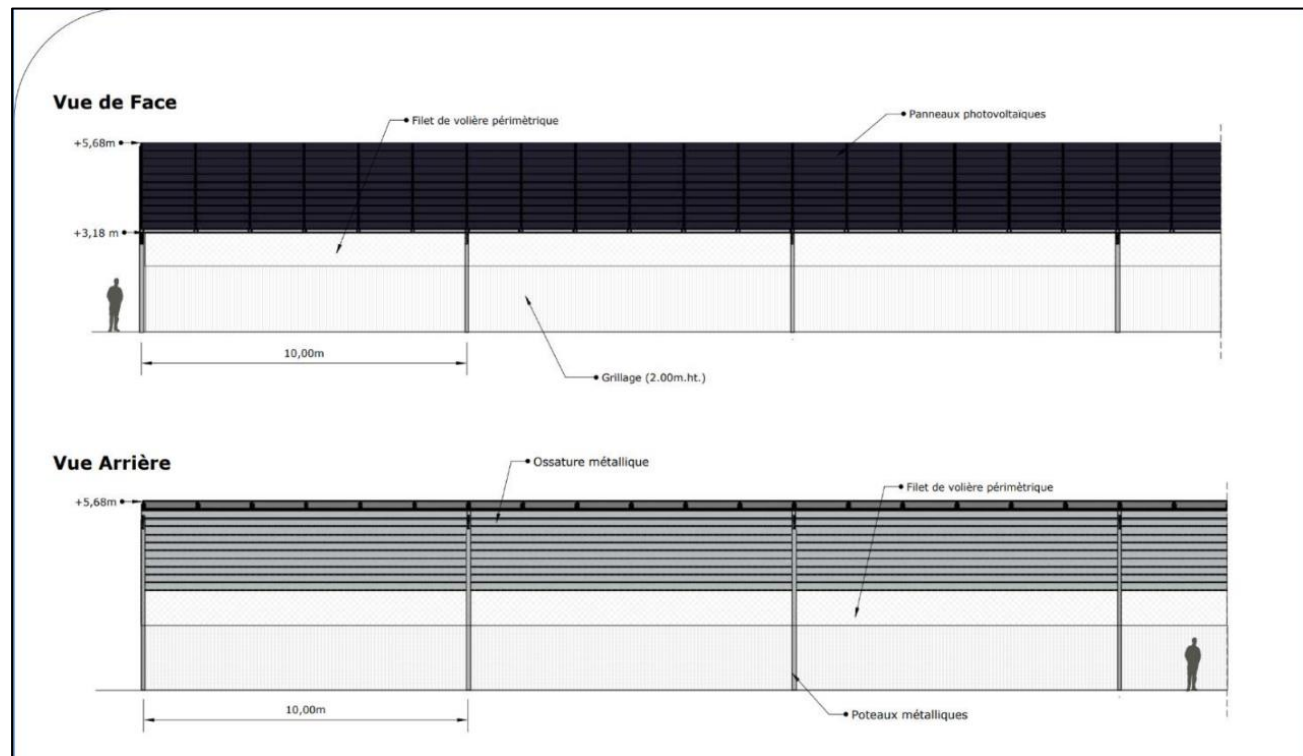 Vue de Face
Filet de volière périmètrique
Panneaux photovoltaïques
+5,68m
+3,18 m
10,00m
Grillage (2.00m.ht.)
Vue Arrière
Ossature métallique
+5,68m
Filet de volière périmètrique
10,00m
Poteaux métalliques